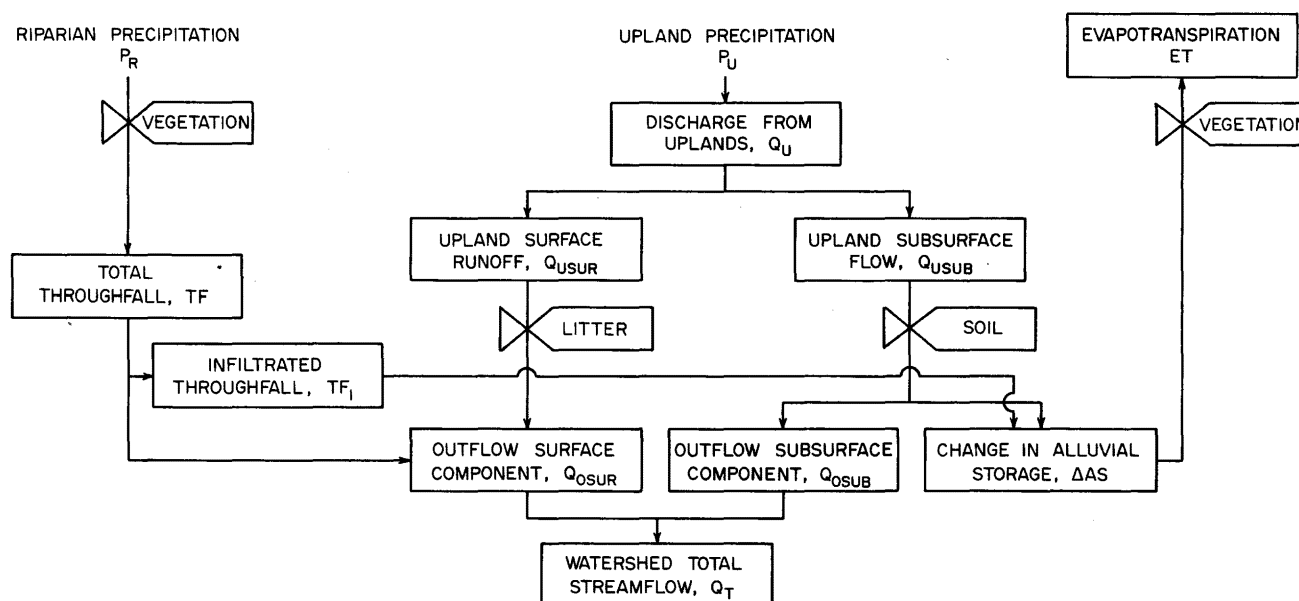 RIPARIAN PRECIPITATION
P_R
UPLAND PRECIPITATION
P_U
EVAPOTRANSPIRATION
ET
VEGETATION
VEGETATION
DISCHARGE FROM
UPLANDS, Q_U
UPLAND SURFACE
RUNOFF, Q_USUR
UPLAND SUBSURFACE
FLOW, Q_USUB
TOTAL
THROUGHFALL, TF
LITTER
SOIL
INFILTRATED
THROUGHFALL, TF_I
OUTFLOW SURFACE
COMPONENT, Q_OSUR
OUTFLOW SUBSURFACE
COMPONENT, Q_OSUB
CHANGE IN ALLUVIAL
STORAGE, ΔAS
WATERSHED TOTAL
STREAMFLOW, Q_T